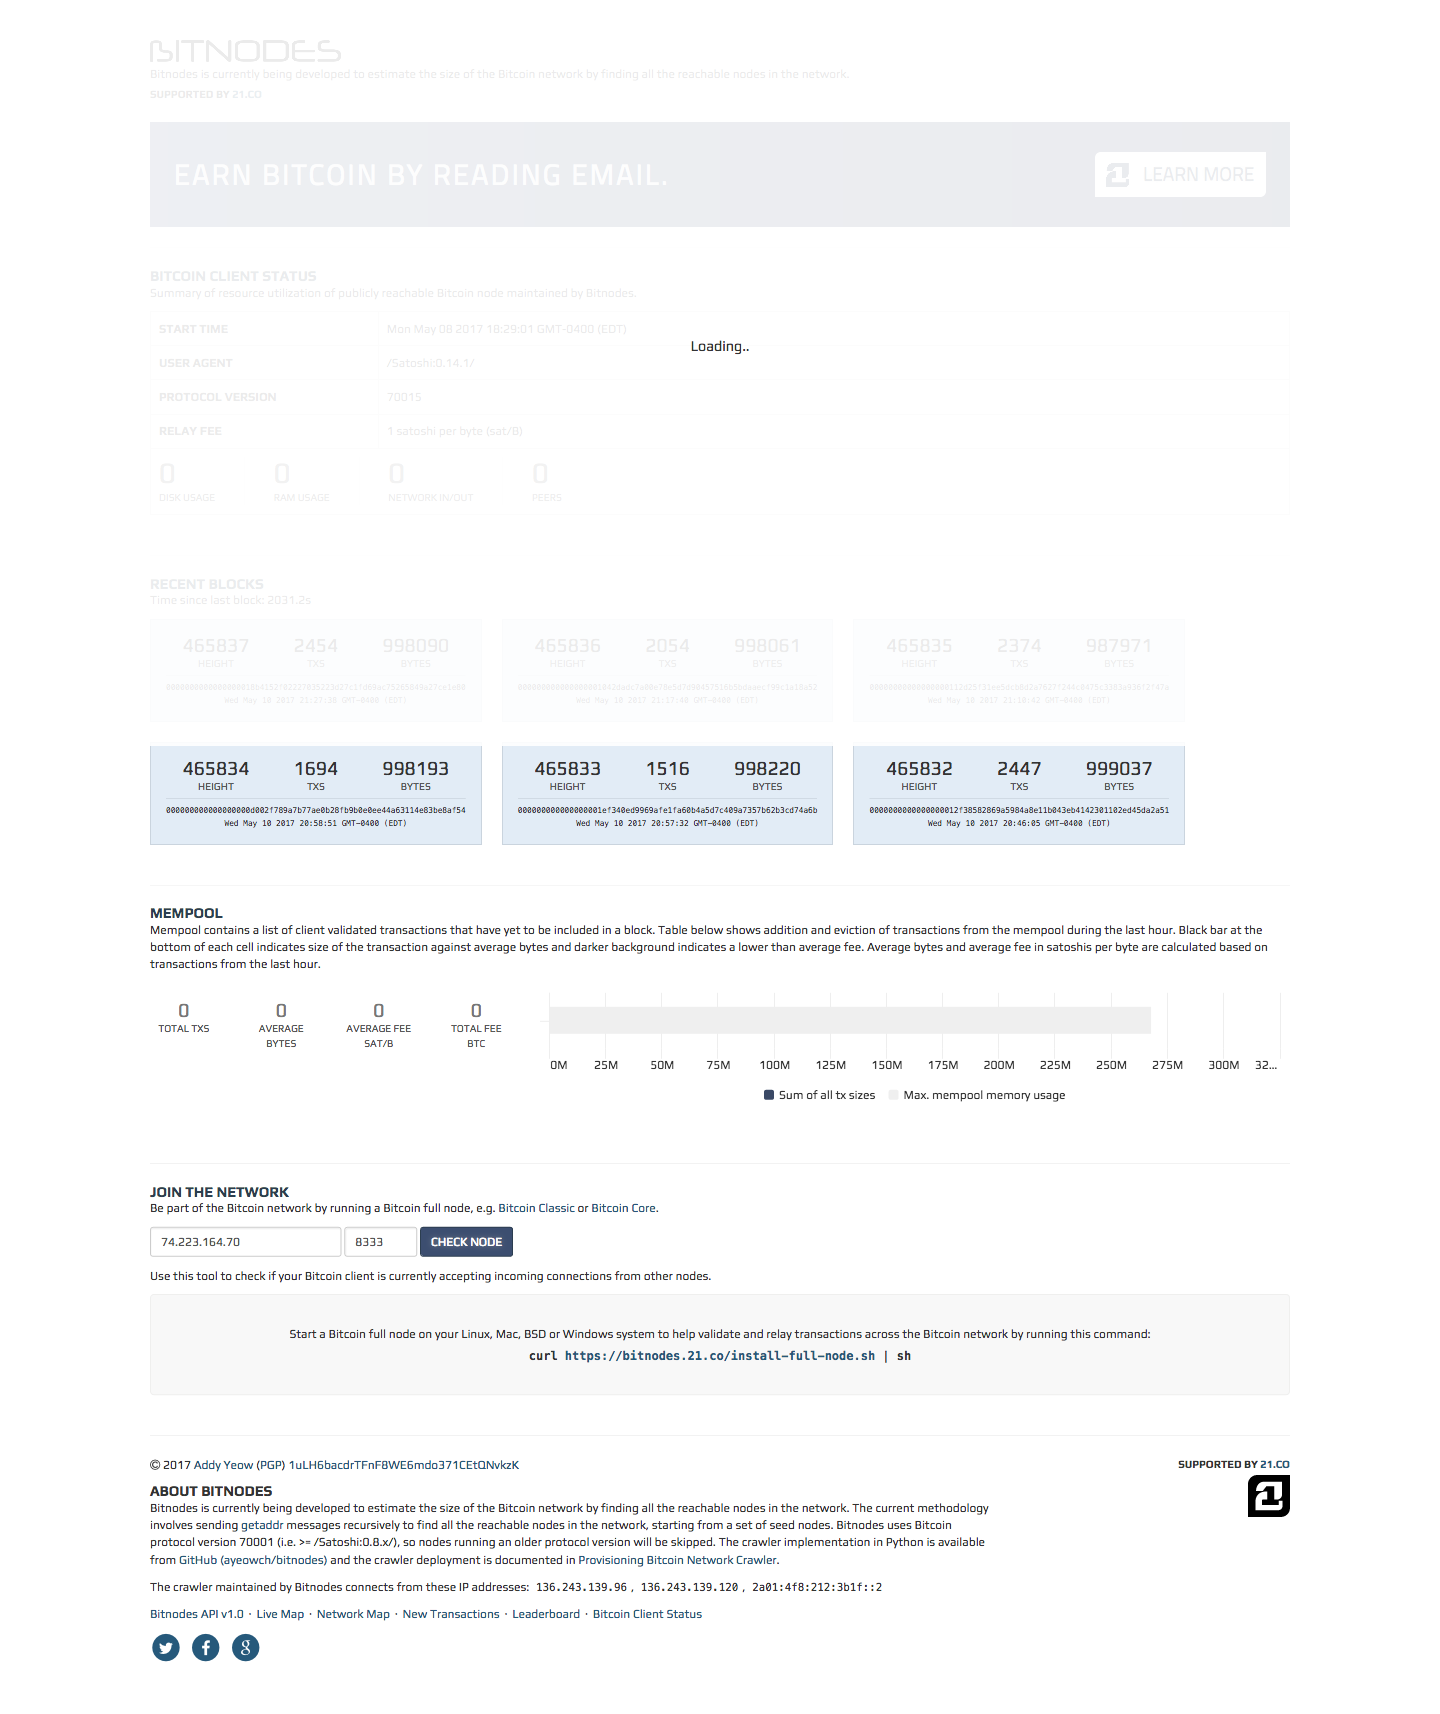 BITNODES
Bitnodes is currently being developed to estimate the size of the Bitcoin network by finding all the reachable nodes in the network.
SUPPORTED BY 21.CO
EARN BITCOIN BY READING EMAIL.
LEARN MORE
BITCOIN CLIENT STATUS
Summary of resource utilization of publicly reachable Bitcoin node maintained by Bitnodes.
START TIME Mon May 08 2017 18:29:01 GMT-0400 (EDT)
Loading..
USER AGENT /Satoshi:0.14.1/
PROTOCOL VERSION 70015
RELAY FEE 1 satoshi per byte (sat/B)
0 0 0 0
DISK USAGE RAM USAGE NETWORK IN/OUT PEERS
RECENT BLOCKS
Time since last block: 2031.2s
465837 2454 998090 465836 2054 998061 465835 2374 987971
HEIGHT TXS BYTES HEIGHT TXS BYTES HEIGHT TXS BYTES
Wed May 10 2017 21:10:42 GMT-0400 (EDT)
465834 1694 998193 465833 1516 998220 465832 2447 999037
HEIGHT TXS BYTES HEIGHT TXS BYTES HEIGHT TXS BYTES
000000000000000000d002f789a7b77ae0b28fb9b0e0ee44a63114e83be8af54 000000000000000001ef340ed9969afe1fa60b4a5d7c409a7357b62b3cd74a6b 0000000000000000012f38582869a5984a8e11b043eb4142301102ed45da2a51
Wed May 10 2017 20:58:51 GMT-0400 (EDT) Wed May 10 2017 20:57:32 GMT-0400 (EDT) Wed May 10 2017 20:46:05 GMT-0400 (EDT)
MEMPOOL
Mempool contains a list of client validated transactions that have yet to be included in a block. Table below shows addition and eviction of transactions from the mempool during the last hour. Black bar at the
bottom of each cell indicates size of the transaction against average bytes and darker background indicates a lower than average fee. Average bytes and average fee in satoshis per byte are calculated based on
transactions from the last hour.
0 0 0 0
TOTAL TXS AVERAGE AVERAGE FEE TOTAL FEE
BYTES SAT/B BTC
0M 25M 50M 75M 100M 125M 150M 175M 200M 225M 250M 275M 300M 32...
Sum of all tx sizes Max. mempool memory usage
JOIN THE NETWORK
Be part of the Bitcoin network by running a Bitcoin full node, e.g. Bitcoin Classic or Bitcoin Core.
74.223.164.70 8333 CHECK NODE
Use this tool to check if your Bitcoin client is currently accepting incoming connections from other nodes.
Start a Bitcoin full node on your Linux, Mac, BSD or Windows system to help validate and relay transactions across the Bitcoin network by running this command:
curl https://bitnodes.21.co/install-full-node.sh | sh
© 2017 Addy Yeow (PGP) 1uLH6bacdrTFnF8WE6mdo371CEtQNvkzK
SUPPORTED BY 21.CO
ABOUT BITNODES
Bitnodes is currently being developed to estimate the size of the Bitcoin network by finding all the reachable nodes in the network. The current methodology
involves sending getaddr messages recursively to find all the reachable nodes in the network, starting from a set of seed nodes. Bitnodes uses Bitcoin
protocol version 70001 (i.e. >= /Satoshi:0.8.x/), so nodes running an older protocol version will be skipped. The crawler implementation in Python is available
from GitHub (ayeowch/bitnodes) and the crawler deployment is documented in Provisioning Bitcoin Network Crawler.
The crawler maintained by Bitnodes connects from these IP addresses: 136.243.139.96 , 136.243.139.120 , 2a01:4f8:212:3b1f::2
Bitnodes API v1.0 · Live Map · Network Map · New Transactions · Leaderboard · Bitcoin Client Status